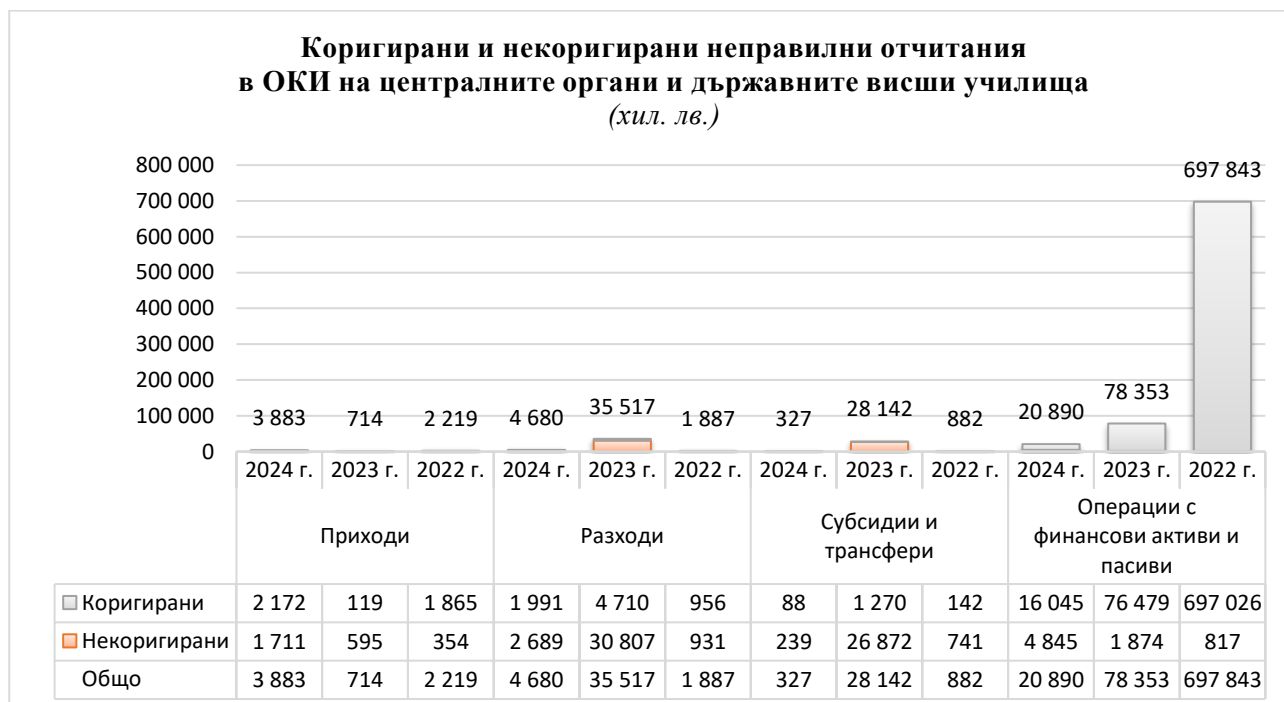 Коригирани и некоригирани неправилни отчитания
в ОКИ на централните органи и държавните висши училища
(хил. лв.)
800 000
700 000
600 000
500 000
400 000
300 000
200 000
100 000
0
3 883 714 2 219 4 680 35 517 1 887 327 28 142 882 20 890 78 353 697 843
2024 г. 2023 г. 2022 г. 2024 г. 2023 г. 2022 г. 2024 г. 2023 г. 2022 г. 2024 г. 2023 г. 2022 г.
Приходи
Разходи
Субсидии и
трансфери
Операции с
финансови активи и
пасиви
Коригирани 2 172 119 1 865 1 991 4 710 956 88 1 270 142 16 045 76 479 697 026
Некоригирани 1 711 595 354 2 689 30 807 931 239 26 872 741 4 845 1 874 817
Общо 3 883 714 2 219 4 680 35 517 1 887 327 28 142 882 20 890 78 353 697 843